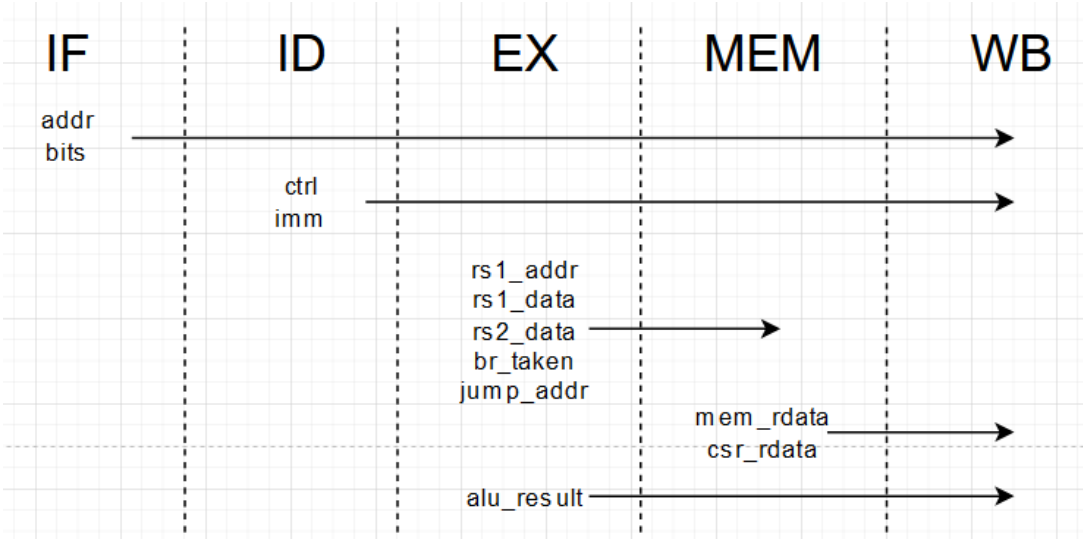 IF ID EX MEM WB
addr
bits
ctrl
imm
rs1_addr
rs1_data
rs2_data
br_taken
jump_addr
mem_rdata
csr_rdata
alu_result